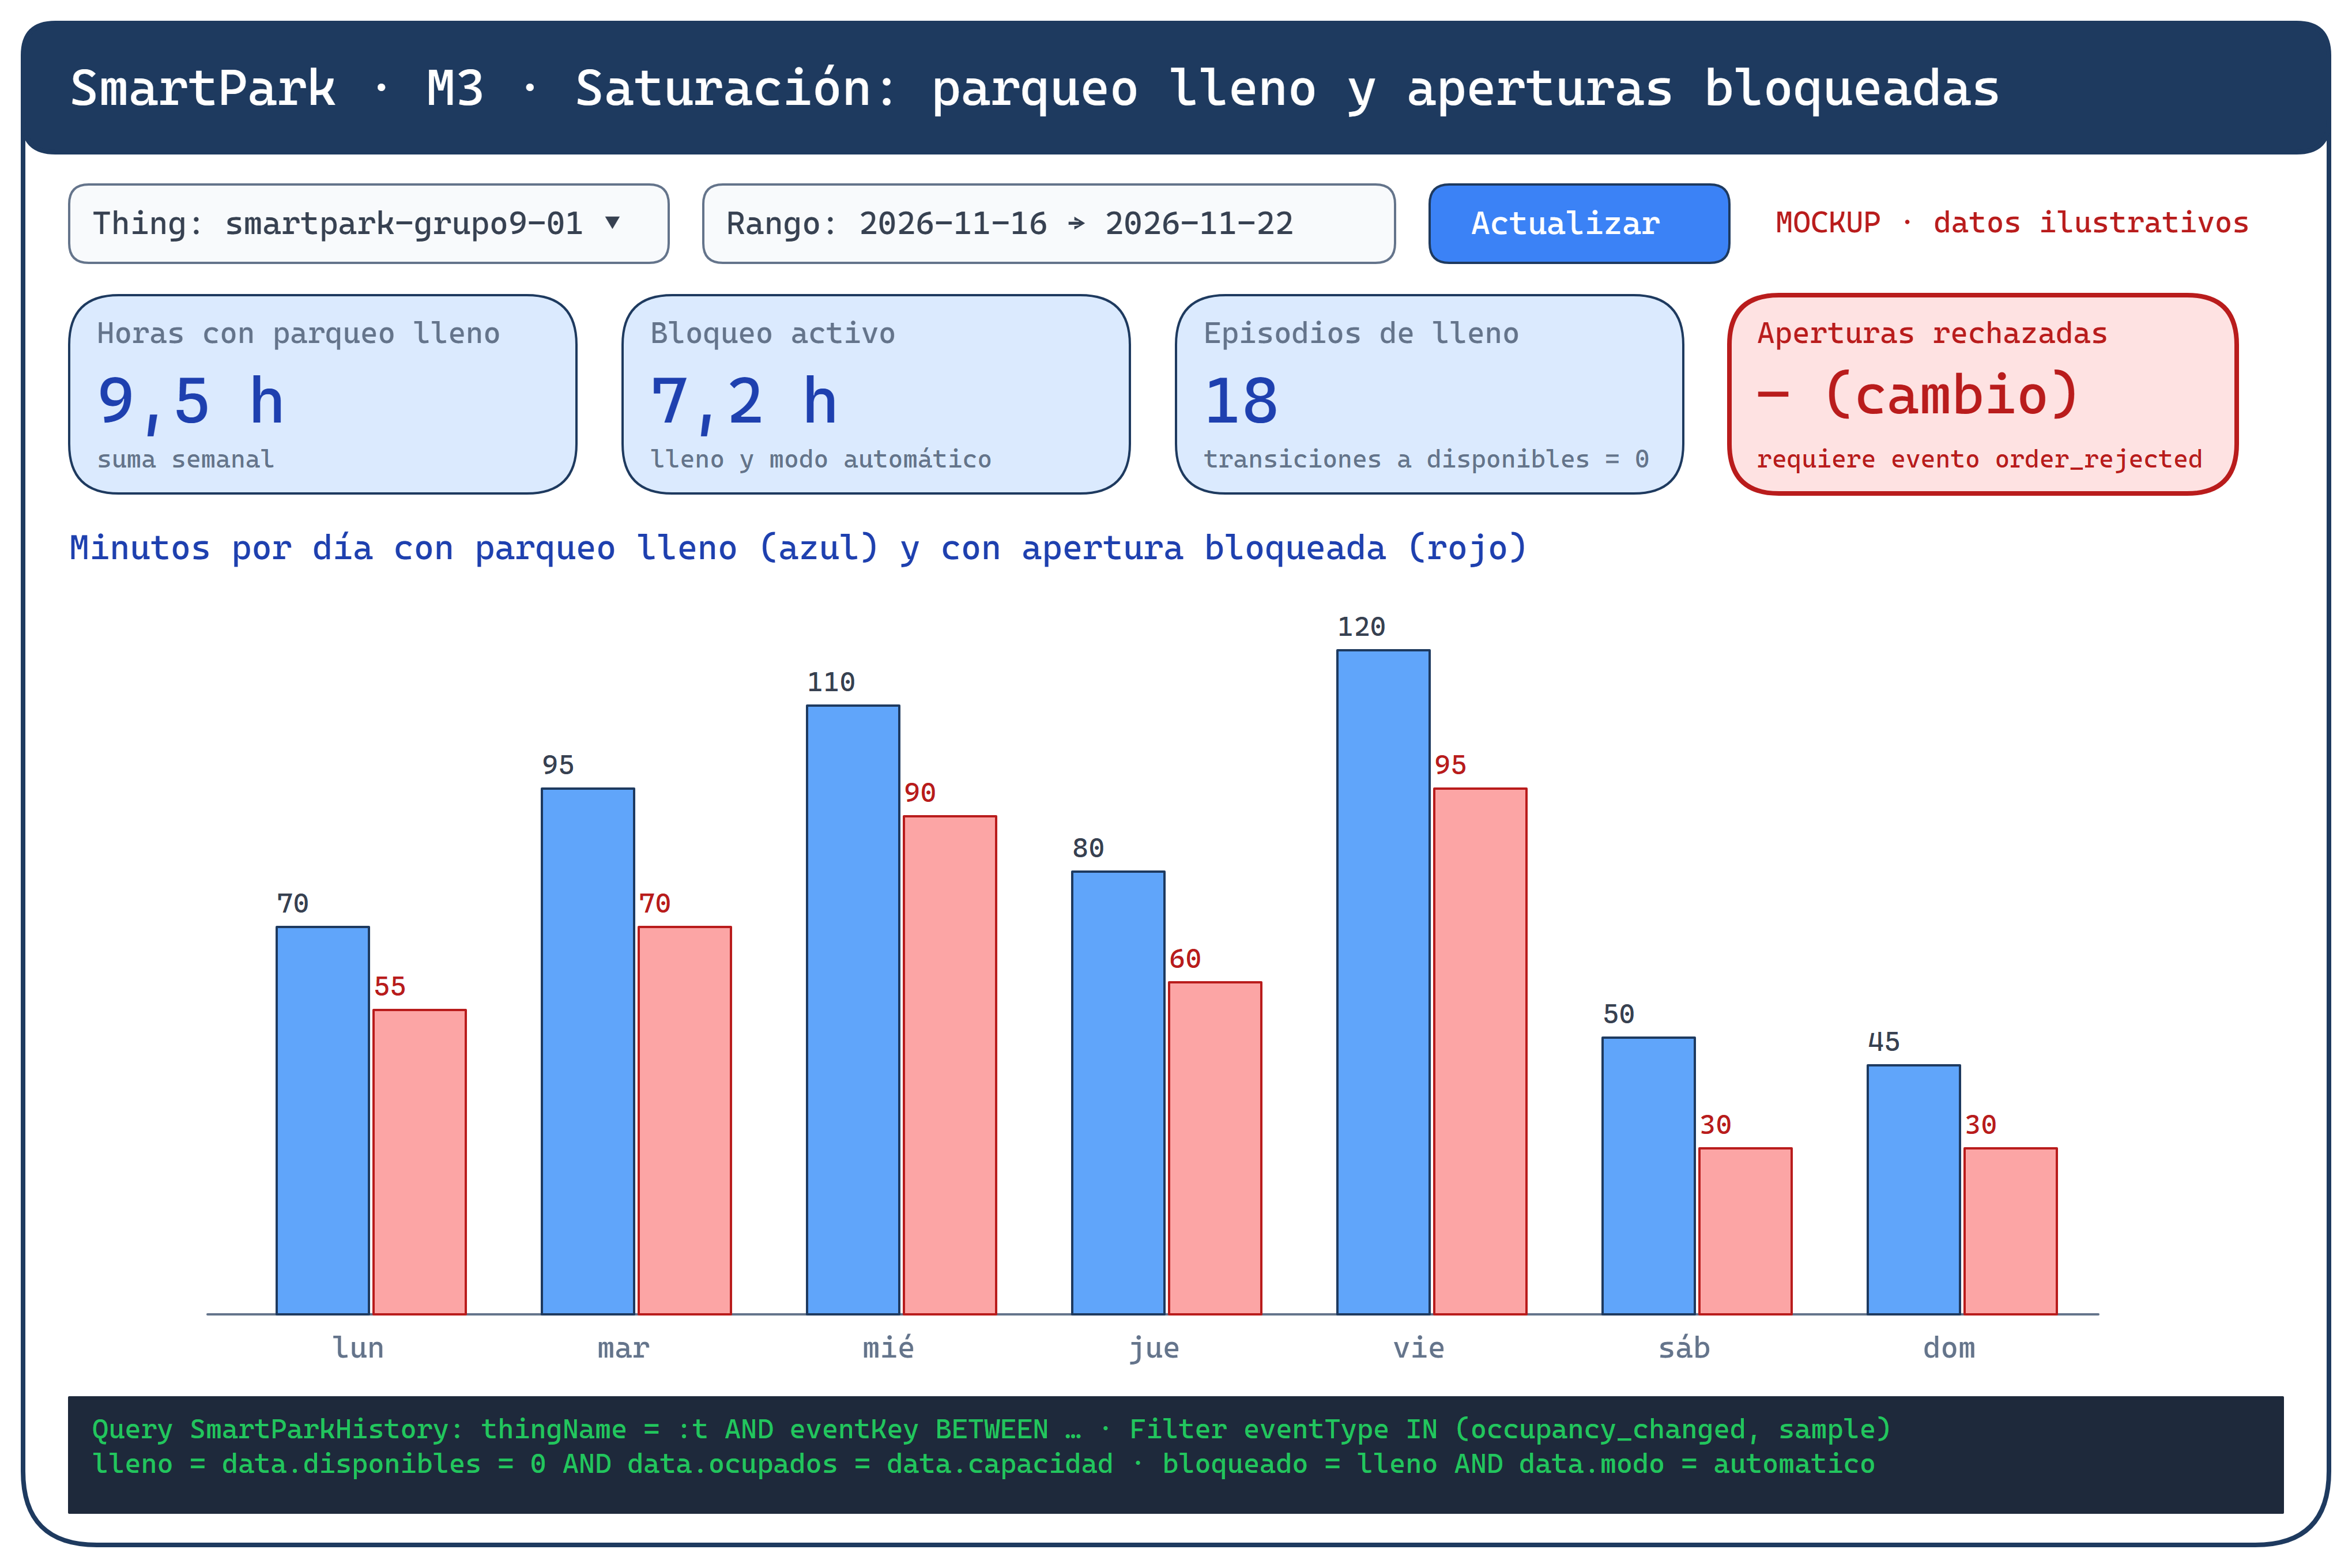 SmartPark · M3 · Saturación: parqueo lleno y aperturas bloqueadas
Thing: smartpark-grupo9-01 ▼
Rango: 2026-11-16 → 2026-11-22
Actualizar
MOCKUP · datos ilustrativos
Horas con parqueo lleno
9,5 h
suma semanal
Bloqueo activo
7,2 h
lleno y modo automático
Episodios de lleno
18
transiciones a disponibles = 0
Aperturas rechazadas
— (cambio)
requiere evento order_rejected
Minutos por día con parqueo lleno (azul) y con apertura bloqueada (rojo)
70
55
95
70
110
90
80
60
120
95
50
30
45
30
lun
mar
mié
jue
vie
sáb
dom
Query SmartParkHistory: thingName = :t AND eventKey BETWEEN … · Filter eventType IN (occupancy_changed, sample)
lleno = data.disponibles = 0 AND data.ocupados = data.capacidad · bloqueado = lleno AND data.modo = automatico